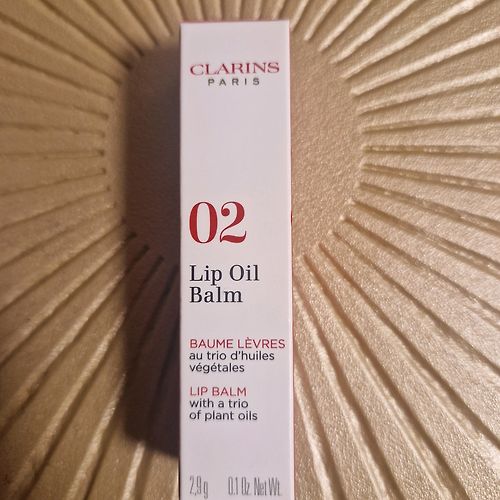 CLARINS
PARIS
02
Lip Oil
Balm
BAUME LÈVRES
au trio d'huiles
végétales
LIP BALM
with a trio
of plant oils
2,9g 0.1 Oz Net Wt.